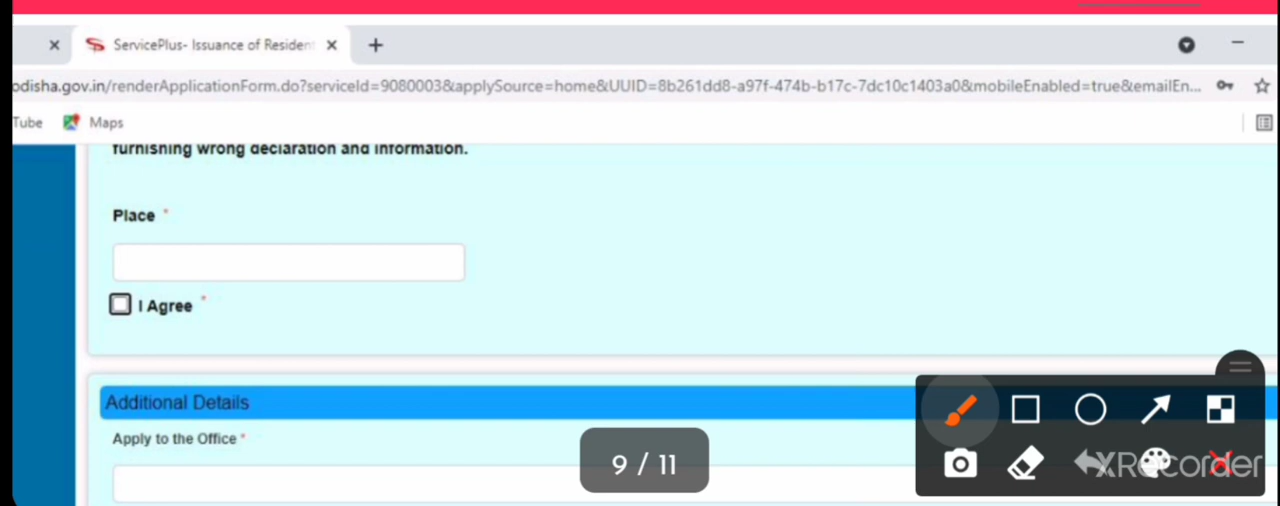 ServicePlus- Issuance of Resident
odisha.gov.in/renderApplicationForm.do?serviceId=9080003&applySource=home&UUID=8b261dd8-a97f-474b-b17c-7dc10c1403a0&mobileEnabled=true&emailEn...
Tube Maps
furnishing wrong declaration and information.
Place *
I Agree *
Additional Details
Apply to the Office *
9 / 11
XRecorder